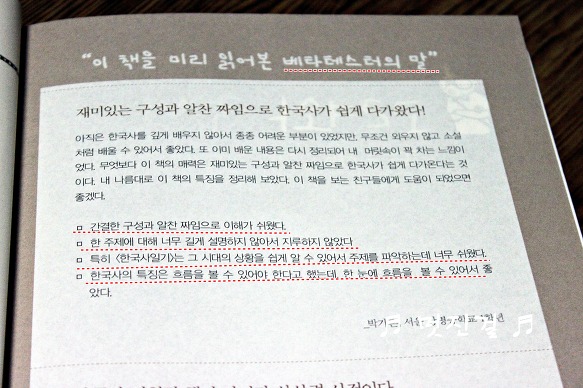 “이 책을 미리 읽어본 베타테스터의 말”
재미있는 구성과 알찬 짜임으로 한국사가 쉽게 다가왔다!
아직은 한국사를 깊게 배우지 않아서 종종 어려운 부분이 있었지만, 무조건 외우지 않고 소설
처럼 배울 수 있어서 좋았다. 또 이미 배운 내용은 다시 정리되어 내 머릿속이 꽉 차는 느낌이
었다. 무엇보다 이 책의 매력은 재미있는 구성과 알찬 짜임으로 한국사가 쉽게 다가온다는 것
이다. 내 나름대로 이 책의 특징을 정리해 보았다. 이 책을 보는 친구들에게 도움이 되었으면
좋겠다.
□ 간결한 구성과 알찬 짜임으로 이해가 쉬웠다.
□ 한 주제에 대해 너무 길게 설명하지 않아서 지루하지 않았다.
□ 특히 <한국사일기>는 그 시대의 상황을 쉽게 알 수 있어서 주제를 파악하는데 너무 쉬웠다.
□ 한국사의 특징은 흐름을 볼 수 있어야 한다고 했는데, 한 눈에 흐름을 볼 수 있어서 좋
았다.